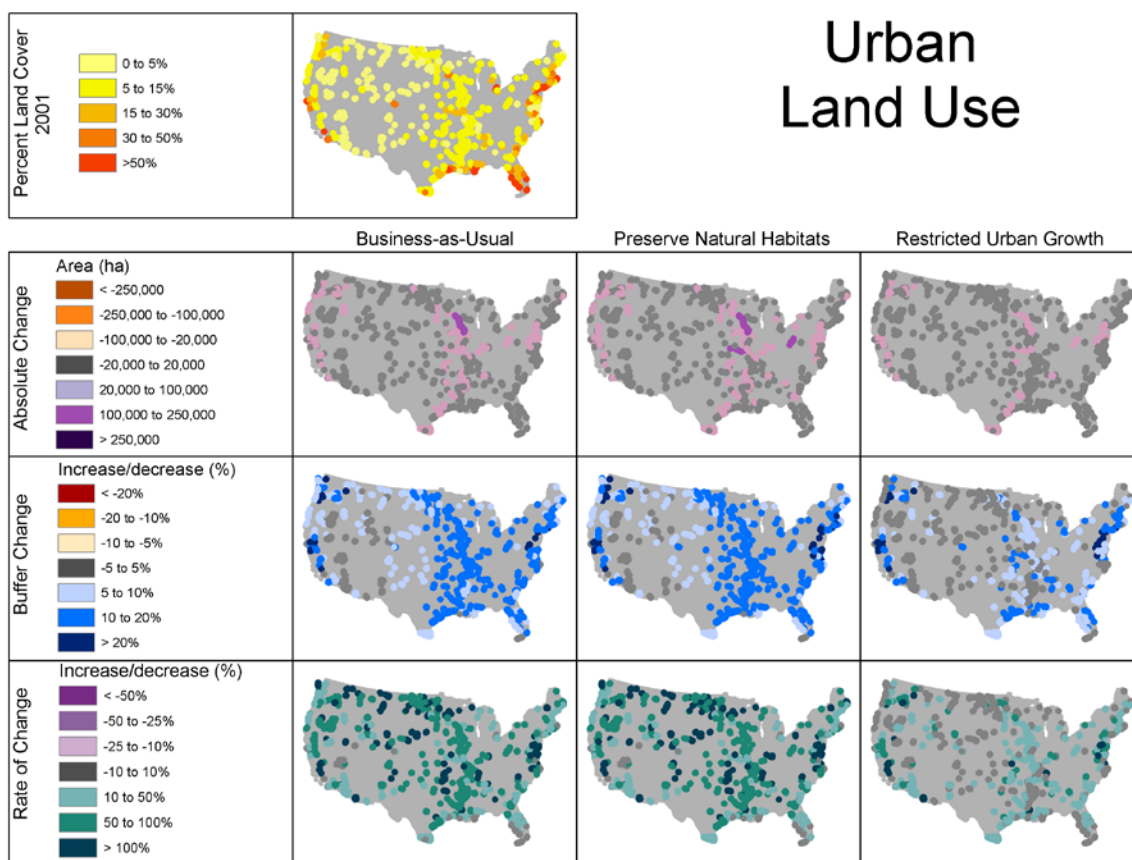 Urban
Land Use
Percent Land Cover
2001
0 to 5%
5 to 15%
15 to 30%
30 to 50%
>50%
Business-as-Usual
Preserve Natural Habitats
Restricted Urban Growth
Absolute Change
Area (ha)
< -250,000
-250,000 to -100,000
-100,000 to -20,000
-20,000 to 20,000
20,000 to 100,000
100,000 to 250,000
> 250,000
Buffer Change
Increase/decrease (%)
< -20%
-20 to -10%
-10 to -5%
-5 to 5%
5 to 10%
10 to 20%
> 20%
Rate of Change
Increase/decrease (%)
< -50%
-50 to -25%
-25 to -10%
-10 to 10%
10 to 50%
50 to 100%
> 100%